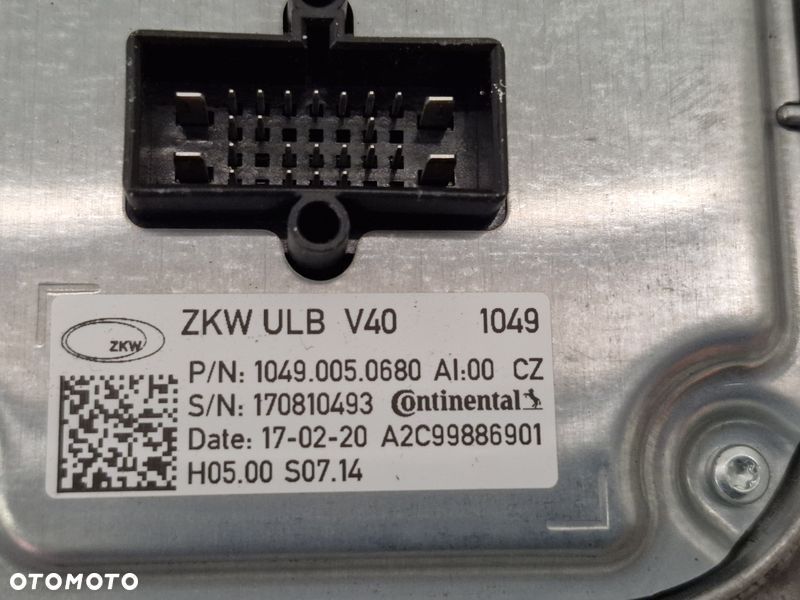 ZKW ULB V40 1049
ZKW
P/N: 1049.005.0680 AI:00 CZ
S/N: 170810493 Continental
Date: 17-02-20 A2C99886901
H05.00 S07.14
OTOMOTO